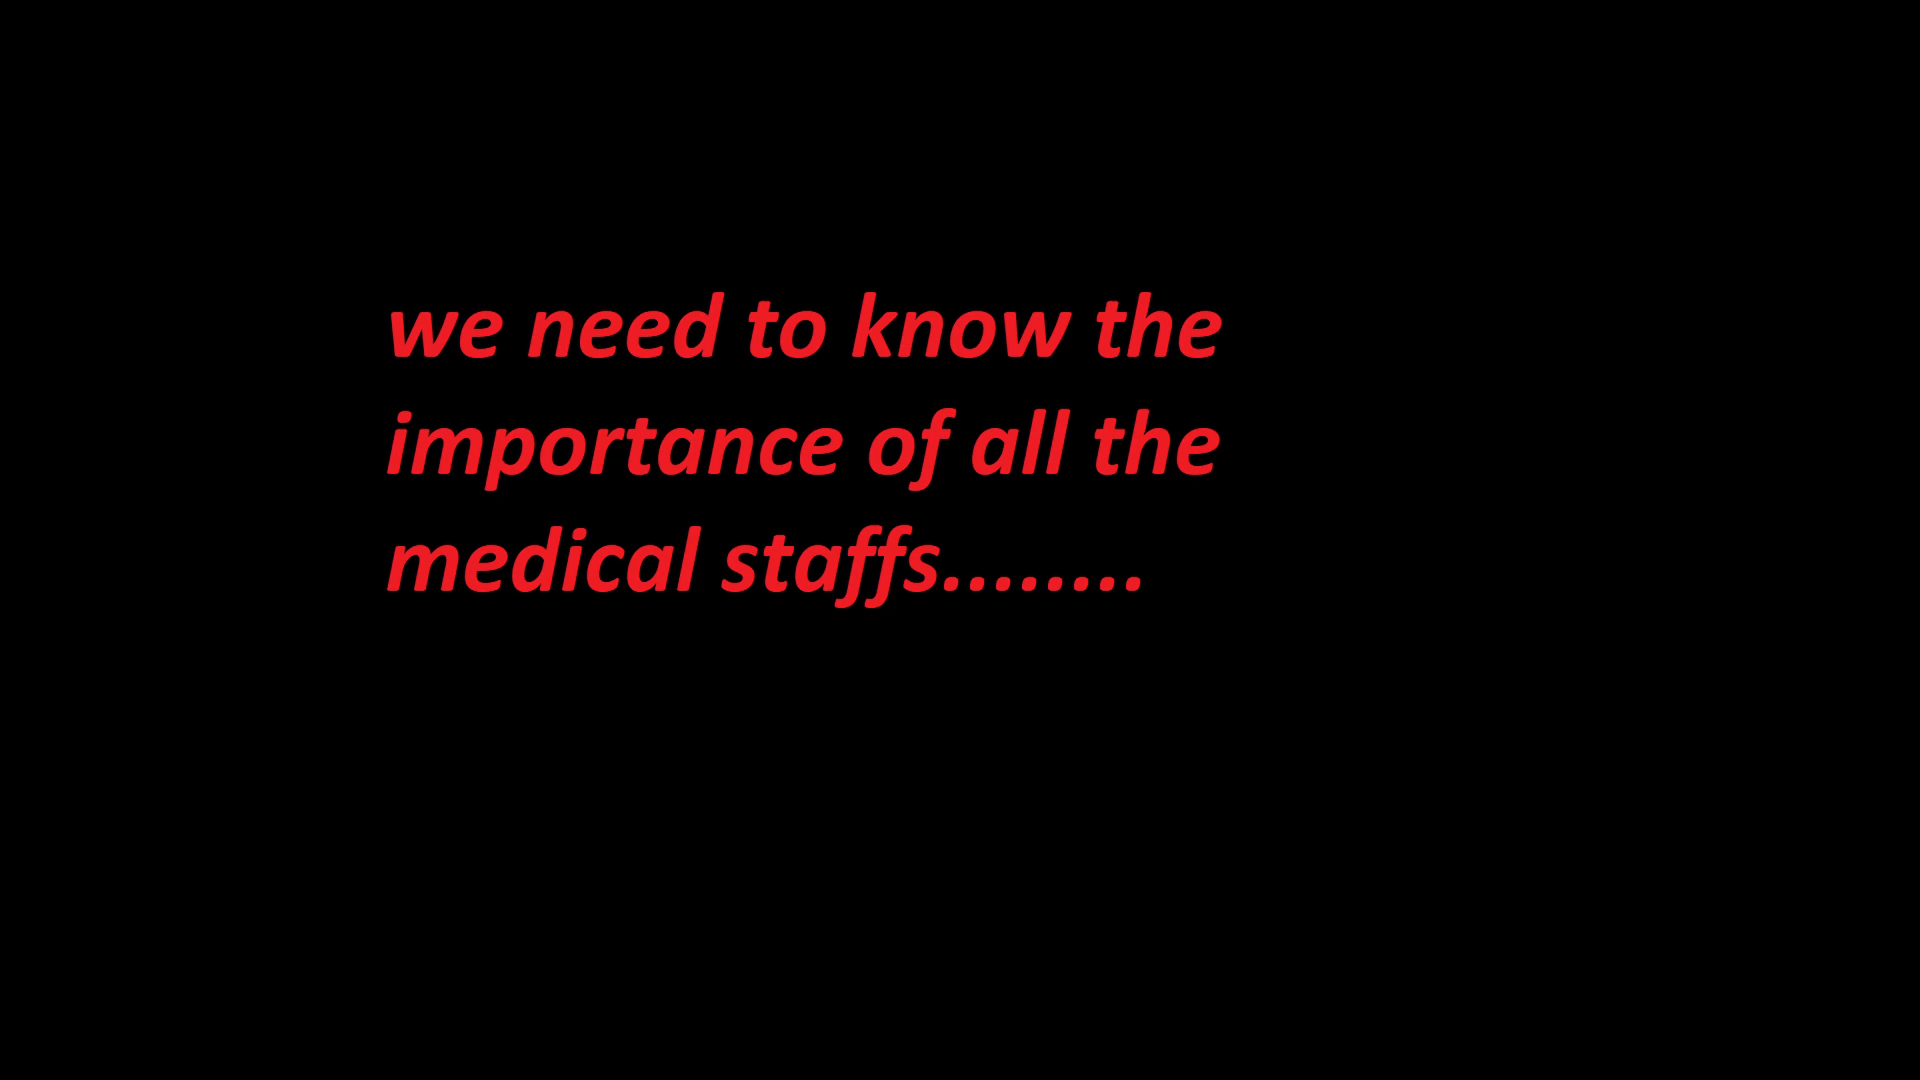 we need to know the
importance of all the
medical staffs........